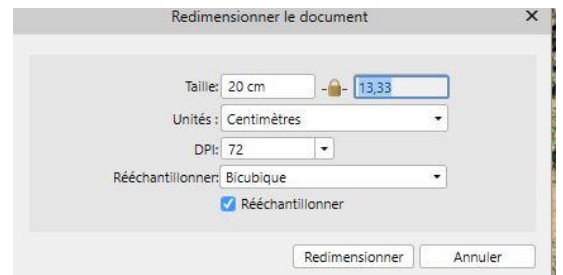 Redimensionner le document ×
Taille: 20 cm 13,33
Unités : Centimètres
DPI: 72
Rééchantillonner: Bicubique
Rééchantillonner
Redimensionner Annuler